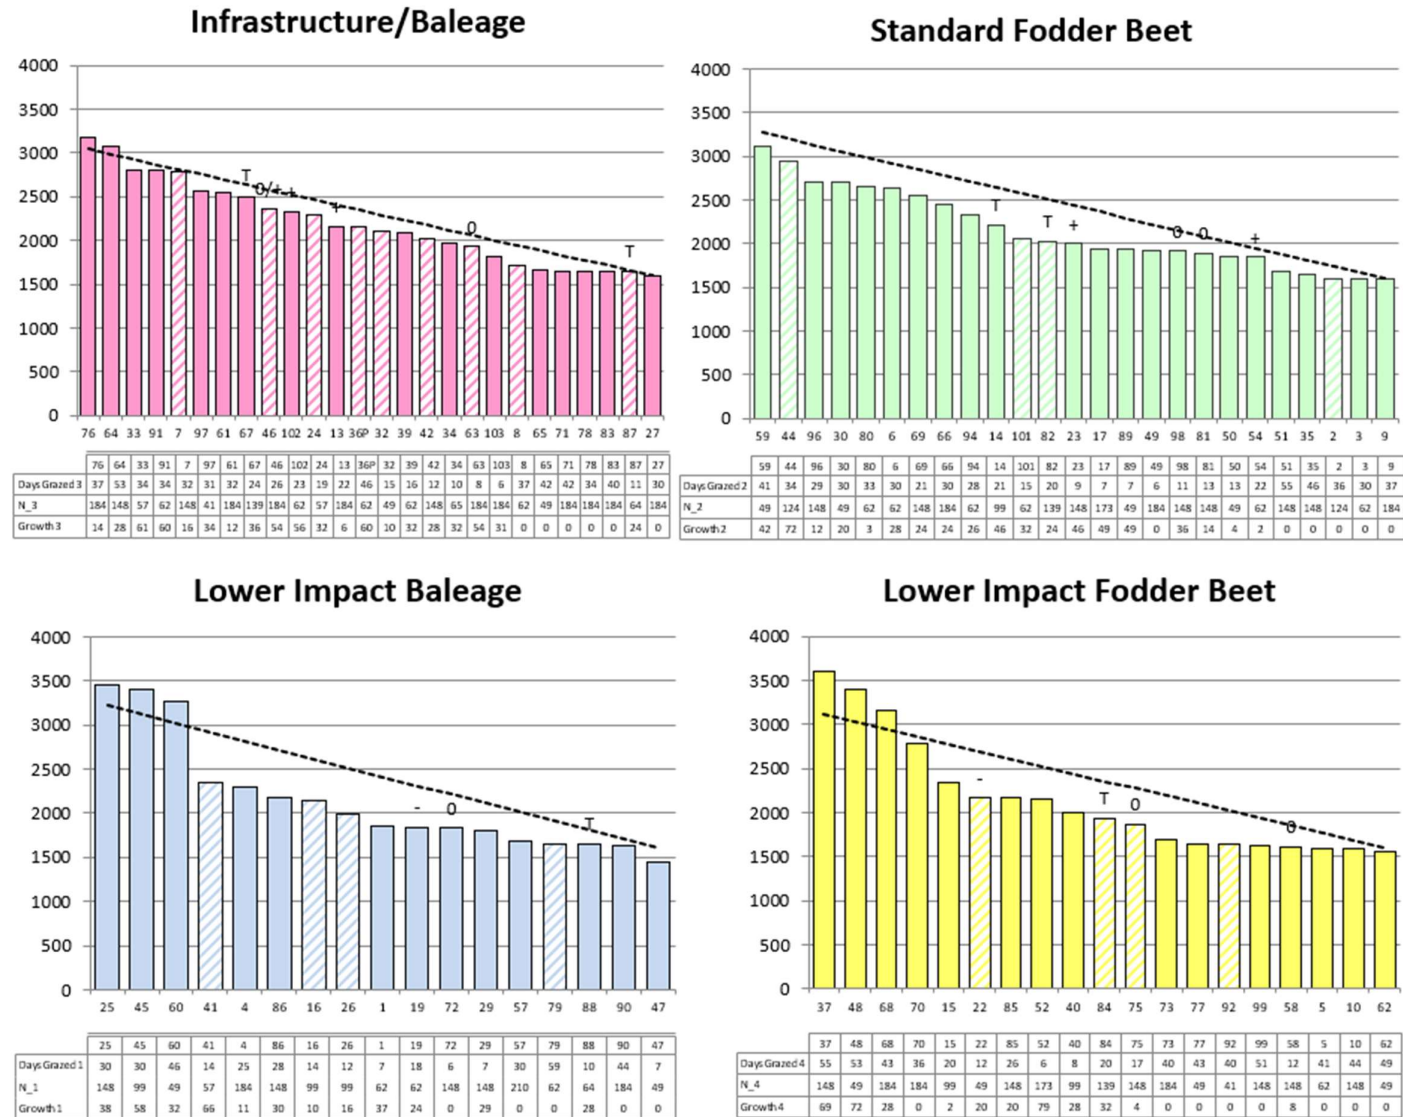 Infrastructure/Baleage
4000
3500
3000
T
0/+ +
2500
+
0
2000
T
1500
1000
500
0
76 64 33 91 7 97 61 67 46 102 24 13 36P 32 39 42 34 63 103 8 65 71 78 83 87 27
76 64 33 91 7 97 61 67 46 102 24 13 36P 32 39 42 34 63 103 8 65 71 78 83 87 27
Days Grazed 3 37 53 34 34 32 31 32 24 26 23 19 22 46 15 16 12 10 8 6 37 42 42 34 40 11 30
N_3 184 148 57 62 148 41 184 139 184 62 57 184 62 49 62 148 65 184 184 62 49 184 184 184 64 184
Growth 3 14 28 61 60 16 34 12 36 54 56 32 6 60 10 32 28 32 54 31 0 0 0 0 0 24 0
Standard Fodder Beet
4000
3500
3000
2500
T
T +
0 0 +
2000
1500
1000
500
0
59 44 96 30 80 6 69 66 94 14 101 82 23 17 89 49 98 81 50 54 51 35 2 3 9
59 44 96 30 80 6 69 66 94 14 101 82 23 17 89 49 98 81 50 54 51 35 2 3 9
Days Grazed 2 41 34 29 30 33 30 21 30 28 21 15 20 9 7 7 6 11 13 13 22 55 46 36 30 37
N_2 49 124 148 49 62 62 148 184 62 99 62 139 148 173 49 184 148 148 49 62 148 148 124 62 184
Growth 2 42 72 12 20 3 28 24 24 26 46 32 24 46 49 49 0 36 14 4 2 0 0 0 0 0
Lower Impact Baleage
4000
3500
3000
2500
- 0
2000
T
1500
1000
500
0
25 45 60 41 4 86 16 26 1 19 72 29 57 79 88 90 47
25 45 60 41 4 86 16 26 1 19 72 29 57 79 88 90 47
Days Grazed 1 30 30 46 14 25 28 14 12 7 18 6 7 30 59 10 44 7
N_1 148 99 49 57 184 148 99 99 62 62 148 148 210 62 64 184 49
Growth 1 38 58 32 66 11 30 10 16 37 24 0 29 0 0 28 0 0
Lower Impact Fodder Beet
4000
3500
3000
2500
-
T 0
2000
0
1500
1000
500
0
37 48 68 70 15 22 85 52 40 84 75 73 77 92 99 58 5 10 62
37 48 68 70 15 22 85 52 40 84 75 73 77 92 99 58 5 10 62
Days Grazed 4 55 53 43 36 20 12 26 6 8 20 17 40 43 40 51 12 41 44 49
N_4 148 49 184 184 99 49 148 173 99 139 148 184 49 41 148 148 62 148 49
Growth 4 69 72 28 0 2 20 20 79 28 32 4 0 0 0 0 8 0 0 0